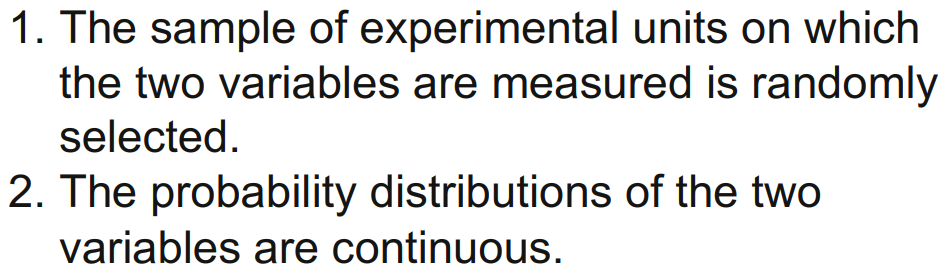 1. The sample of experimental units on which
the two variables are measured is randomly
selected.
2. The probability distributions of the two
variables are continuous.